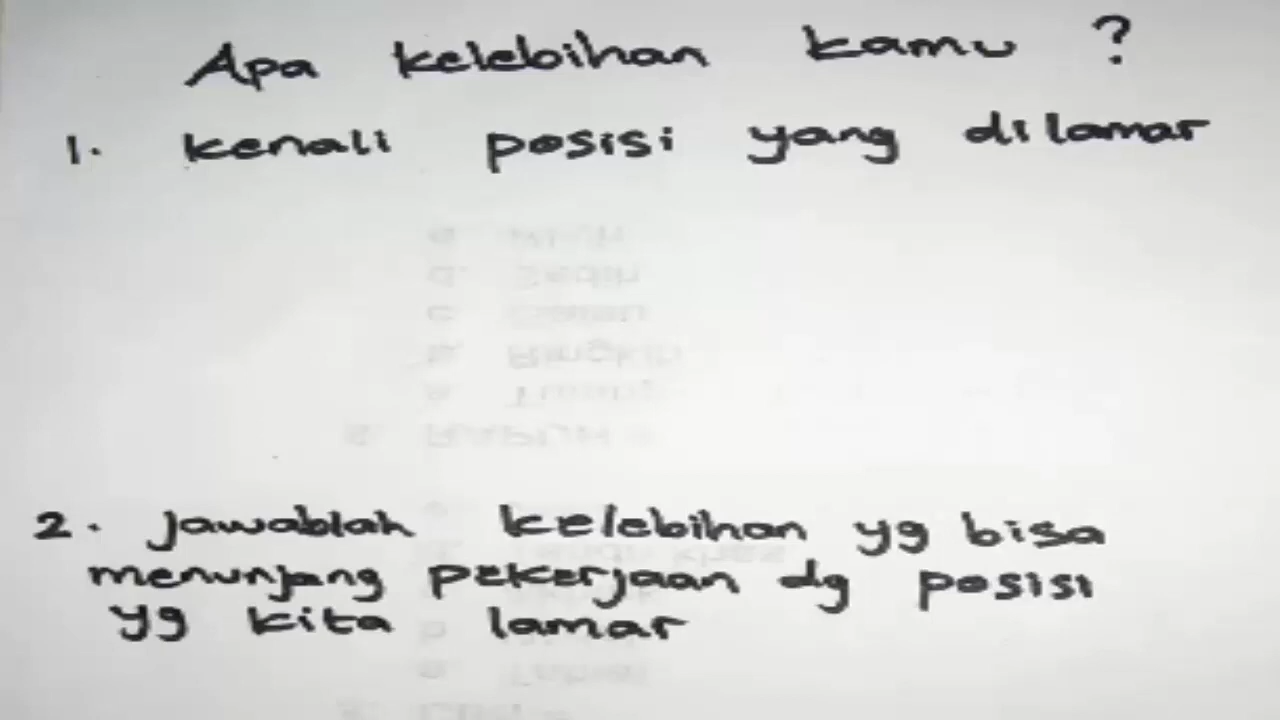 Apa kelebihan kamu ?
1. kenali posisi yang dilamar
2. jawablah kelebihan yg bisa
menunjang pekerjaan dg posisi
yg kita lamar